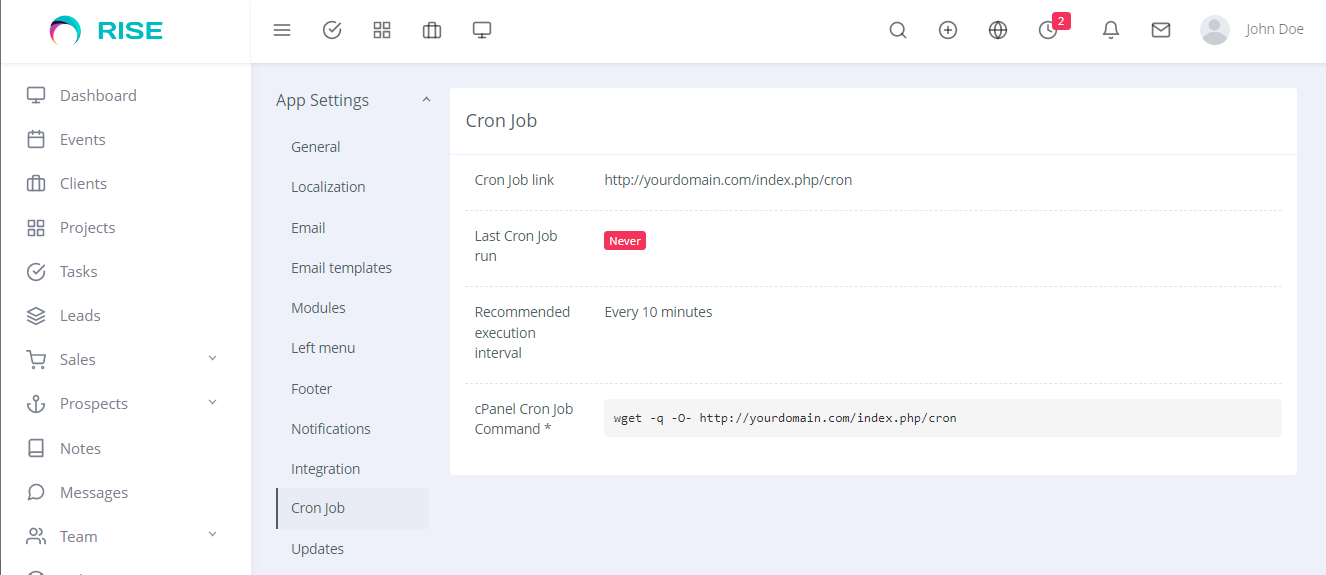 RISE
2
John Doe
Dashboard
Events
Clients
Projects
Tasks
Leads
Sales
Prospects
Notes
Messages
Team
App Settings
General
Localization
Email
Email templates
Modules
Left menu
Footer
Notifications
Integration
Cron Job
Updates
Cron Job
Cron Job link
http://yourdomain.com/index.php/cron
Last Cron Job
run
Never
Recommended
execution
interval
Every 10 minutes
cPanel Cron Job
Command *
wget -q -O- http://yourdomain.com/index.php/cron